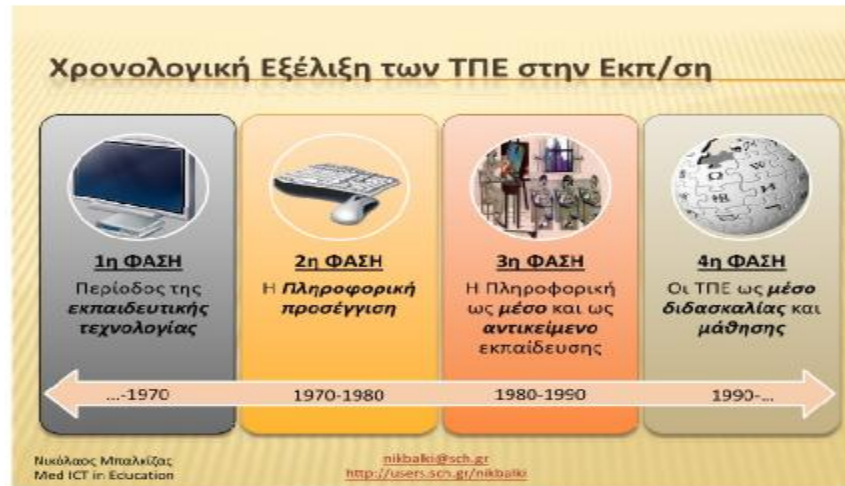 Χρονολογική Εξέλιξη των ΤΠΕ στην Εκπ/ση
1η ΦΑΣΗ
Περίοδος της
εκπαιδευτικής
τεχνολογίας
2η ΦΑΣΗ
Η Πληροφορική
προσέγγιση
3η ΦΑΣΗ
Η Πληροφορική
ως μέσο και ως
αντικείμενο
εκπαίδευσης
4η ΦΑΣΗ
Οι ΤΠΕ ως μέσο
διδασκαλίας και
μάθησης
...-1970
1970-1980
1980-1990
1990-...
Νικόλαος Μπαλκίζας
Med ICT in Education
nikbalki@sch.gr
http://users.sch.gr/nikbalki